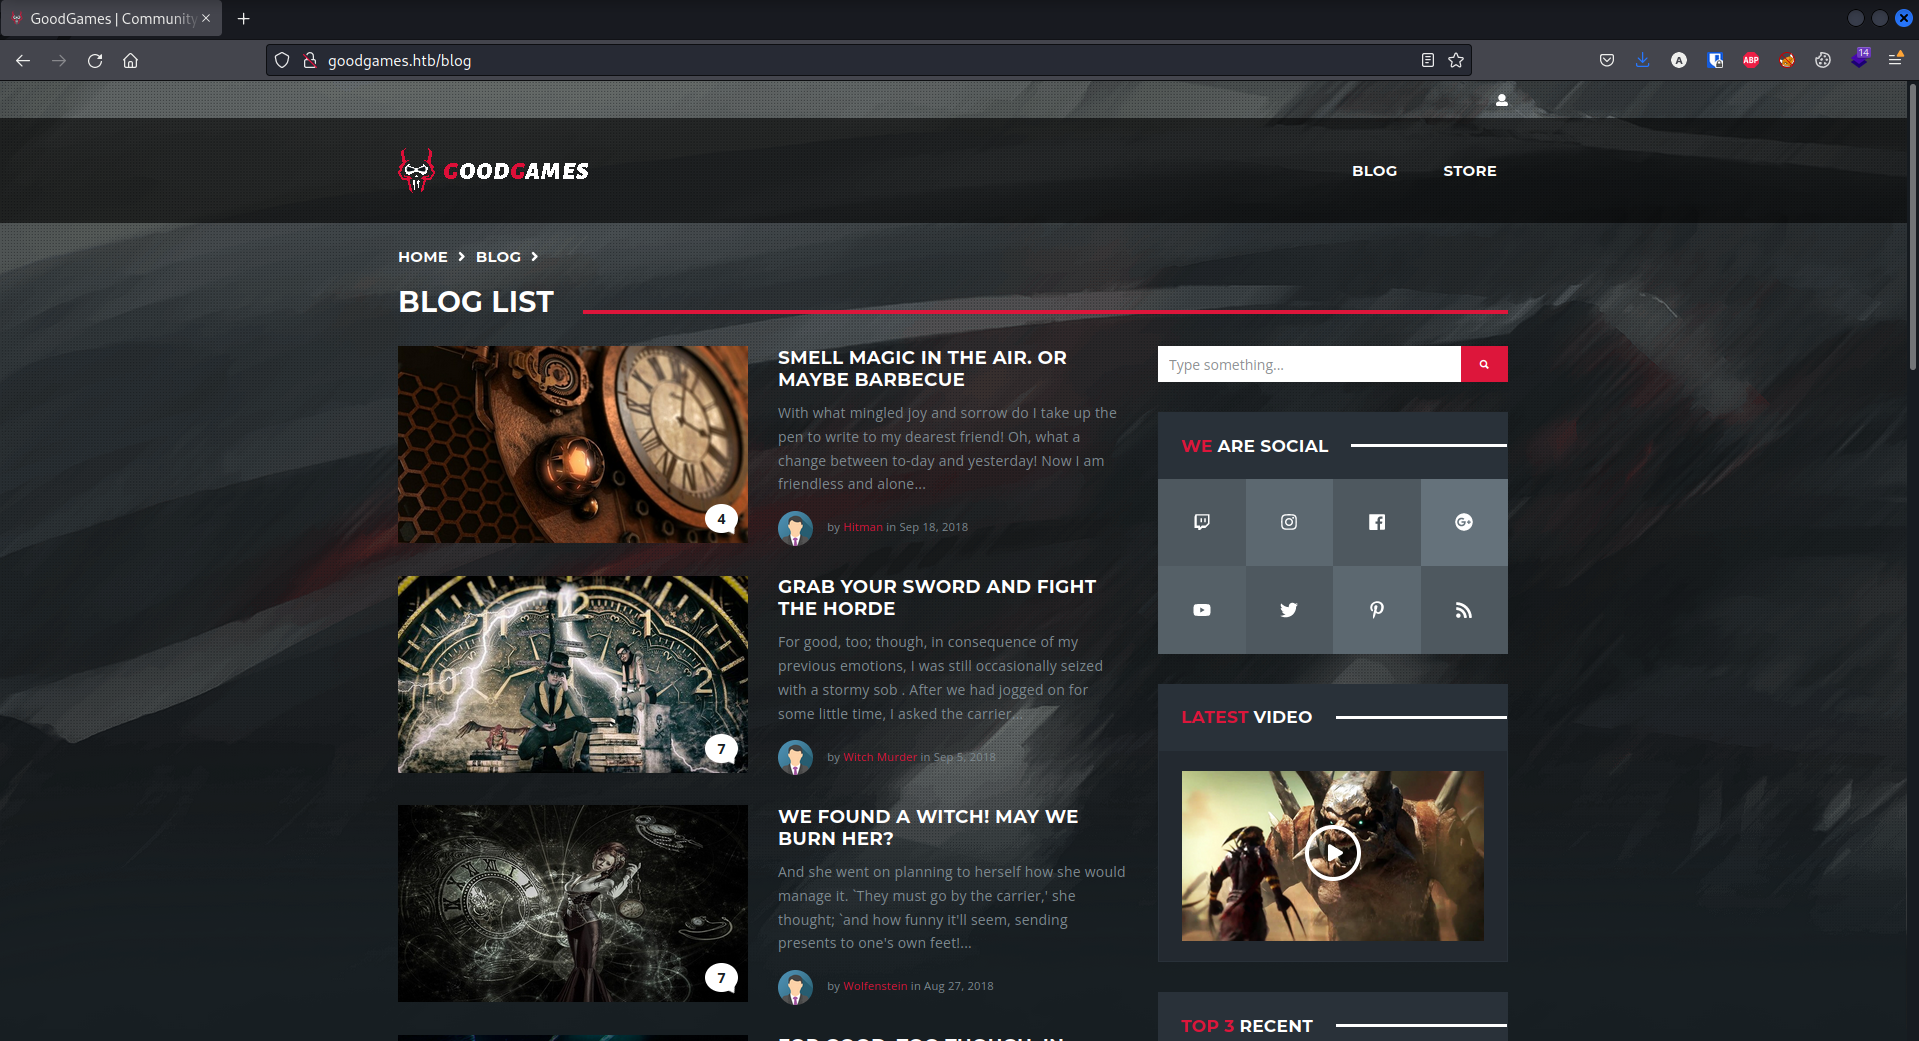 GoodGames | Community
goodgames.htb/blog
ABP
14
A
GOODGAMES
BLOG STORE
HOME BLOG
BLOG LIST
4
SMELL MAGIC IN THE AIR. OR
MAYBE BARBECUE
With what mingled joy and sorrow do I take up the
pen to write to my dearest friend! Oh, what a
change between to-day and yesterday! Now I am
friendless and alone...
by Hitman in Sep 18, 2018
7
GRAB YOUR SWORD AND FIGHT
THE HORDE
For good, too; though, in consequence of my
previous emotions, I was still occasionally seized
with a stormy sob . After we had jogged on for
some little time, I asked the carrier...
by Witch Murder in Sep 5, 2018
7
WE FOUND A WITCH! MAY WE
BURN HER?
And she went on planning to herself how she would
manage it. `They must go by the carrier,' she
thought; `and how funny it'll seem, sending
presents to one's own feet!...
by Wolfenstein in Aug 27, 2018
FOR GOOD, TOO THOUGH, IN
Type something...
WE ARE SOCIAL
LATEST VIDEO
TOP 3 RECENT